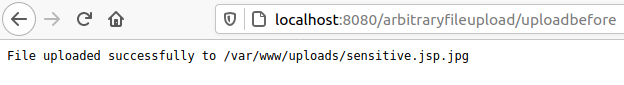 localhost:8080/arbitraryfileupload/uploadbefore
File uploaded successfully to /var/www/uploads/sensitive.jsp.jpg